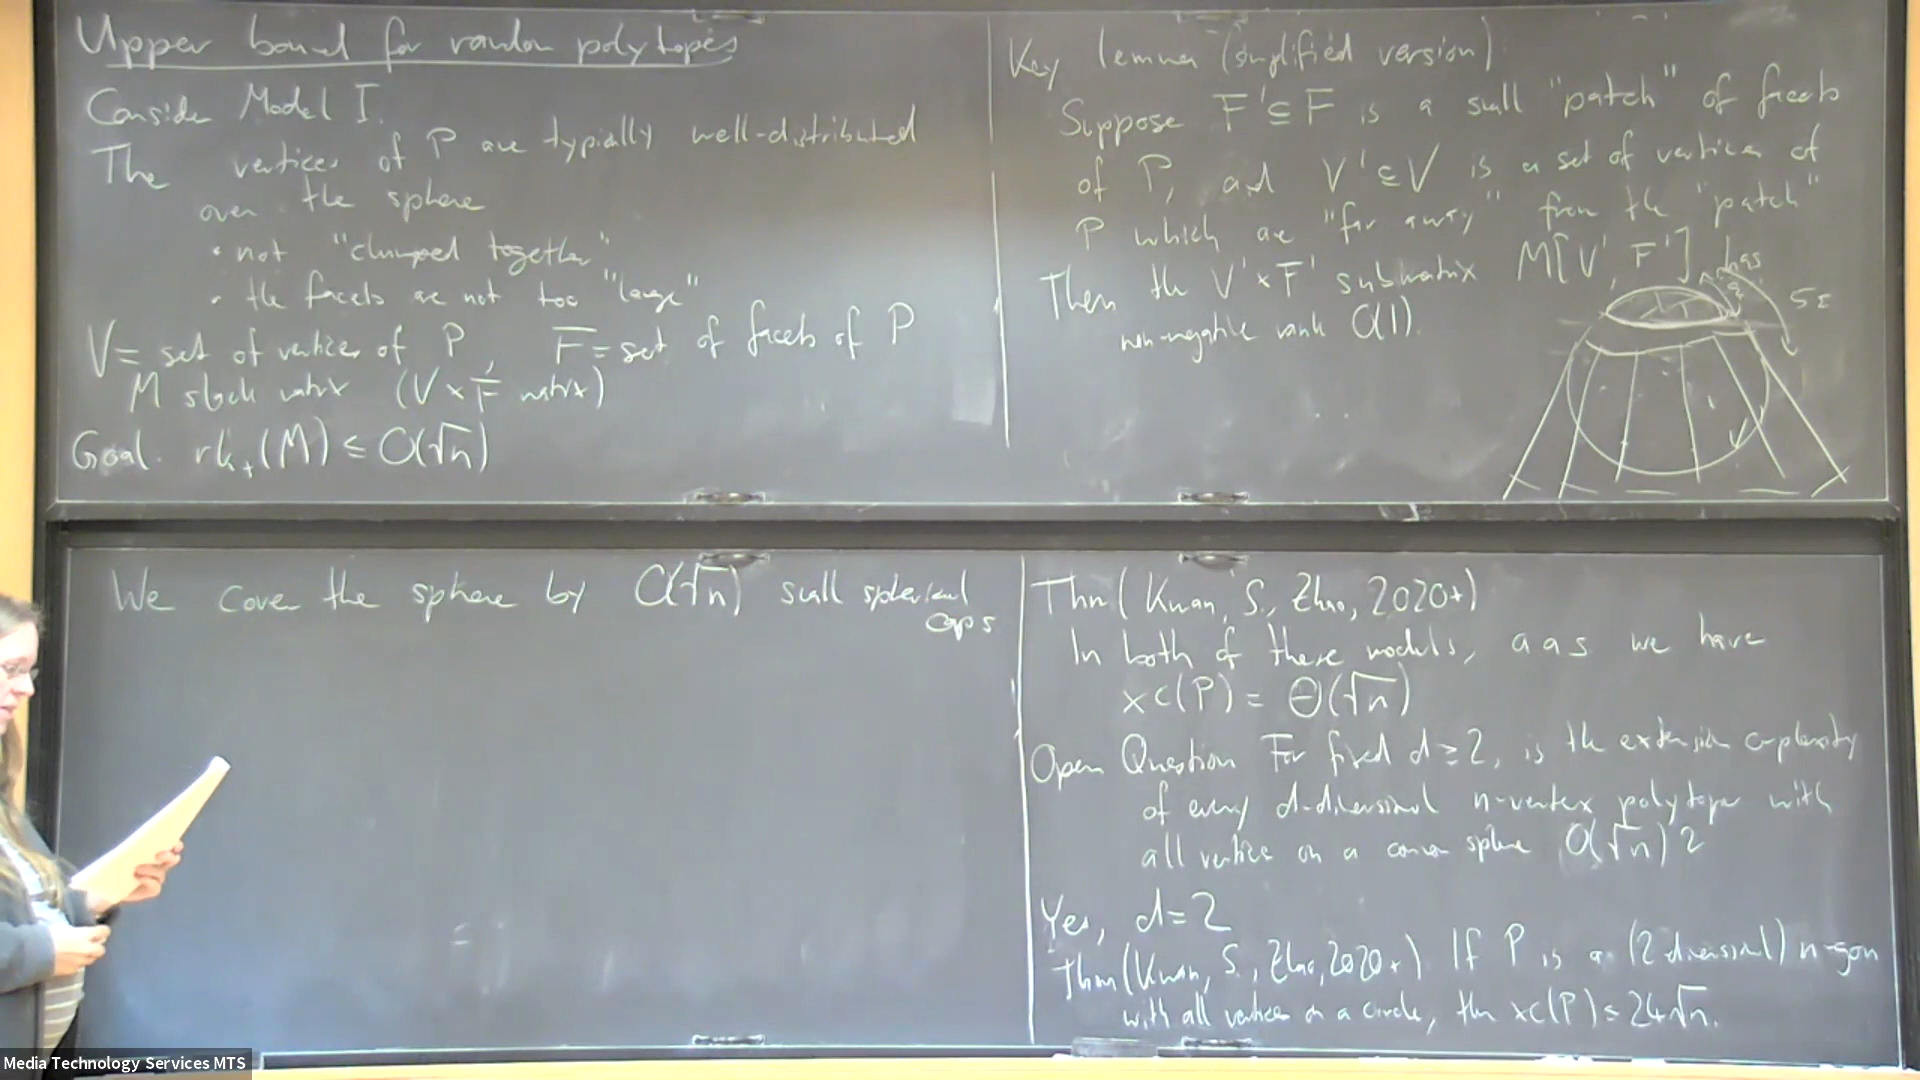 Upper bound for random polytopes
Consider Model I.
The vertices of P are typically well-distributed
over the sphere
• not "clumped together"
• the facets are not too "large"
V = set of vertices of P, F = set of facets of P
M slack matrix (V × F matrix)
Goal. rk₊(M) ≤ O(√n)
Key lemma (simplified version)
Suppose F' ⊆ F is a small "patch" of facets
of P, and V' ⊆ V is a set of vertices of
P which are "far away" from the "patch"
Then the V' × F' submatrix M[V', F'] has
non-negative rank O(1).
5ε
We cover the sphere by O(√n) small spherical
caps
Thm (Kwan, S., Zhao, 2020+)
In both of these models, aas we have
xc(P) = Θ(√n)
Open Question For fixed d ≥ 2, is the extension complexity
of every d-dimensional n-vertex polytope with
all vertices on a common sphere O(√n)?
Yes, d=2
Thm (Kwan, S., Zhao, 2020+) If P is a (2 dimensional) n-gon
with all vertices on a circle, then xc(P) ≤ 24√n.
Media Technology Services MTS